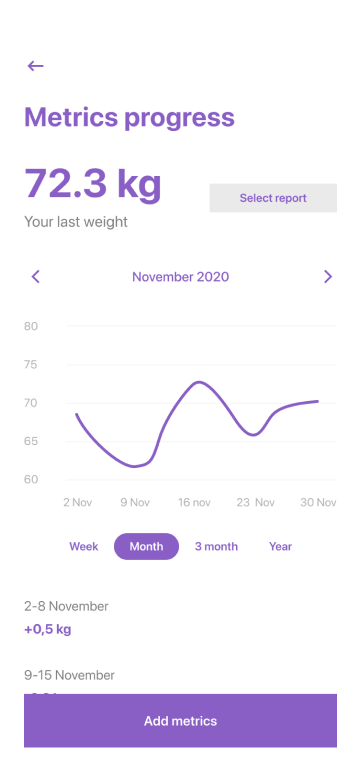 Metrics progress
72.3 kg
Your last weight
Select report
November 2020
80
75
70
65
60
2 Nov 9 Nov 16 nov 23 Nov 30 Nov
Week Month 3 month Year
2-8 November
+0,5 kg
9-15 November
Add metrics